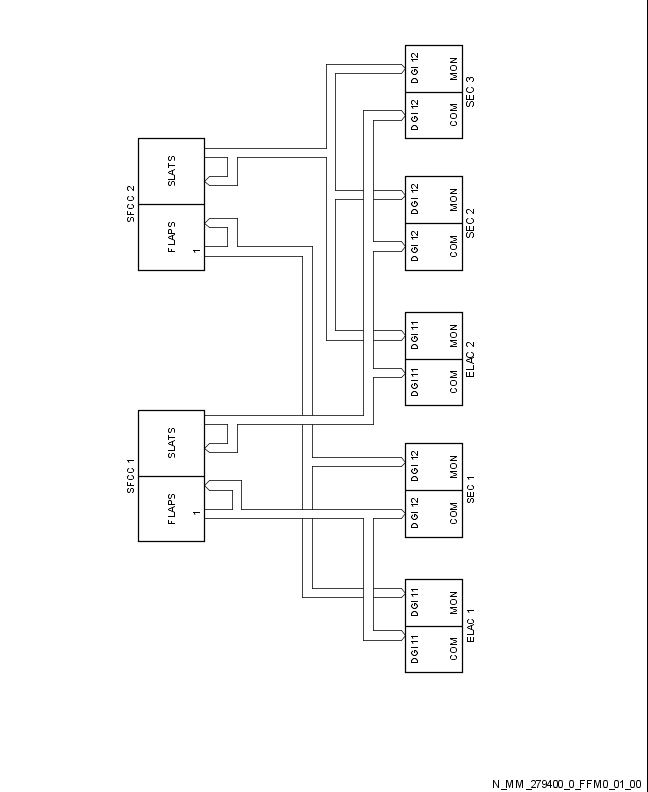 SEC 3
DGI 12
MON
DGI 12
COM
SFCC 2
SLATS
FLAPS
1
SEC 2
DGI 12
MON
DGI 12
COM
ELAC 2
DGI 11
MON
DGI 11
COM
SFCC 1
SLATS
FLAPS
1
SEC 1
DGI 12
MON
DGI 12
COM
ELAC 1
DGI 11
MON
DGI 11
COM
N_MM_279400_0_FFM0_01_00